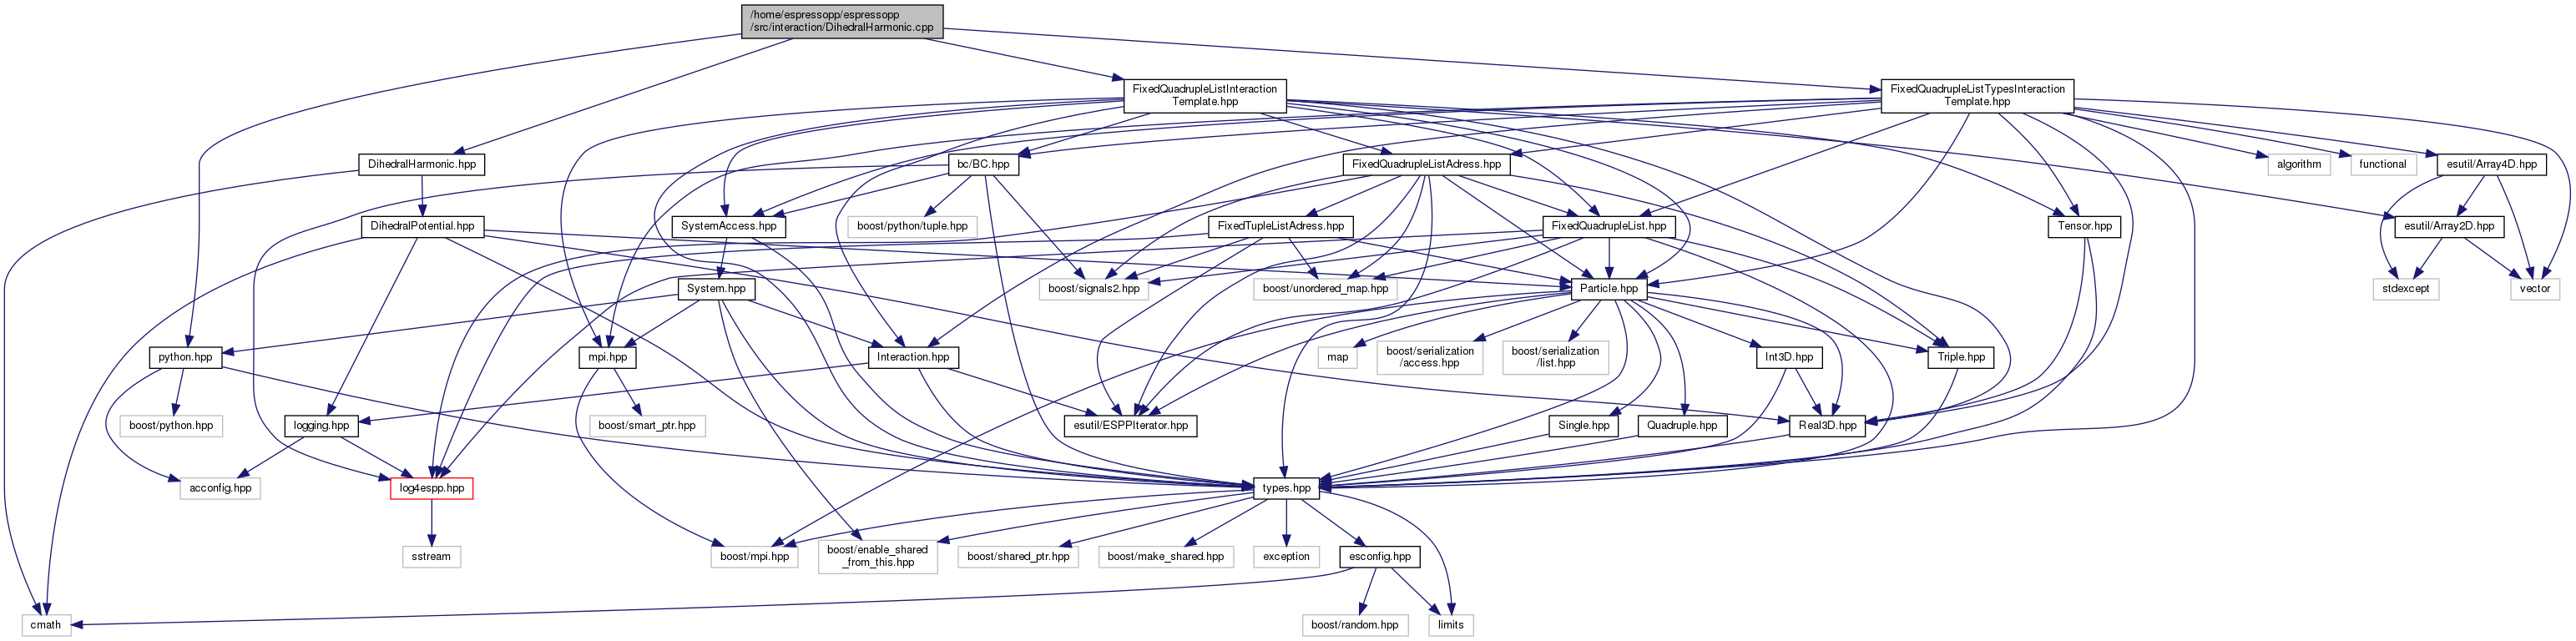 /home/espressopp/espressopp
/src/interaction/DihedralHarmonic.cpp
FixedQuadrupleListInteraction
Template.hpp
FixedQuadrupleListTypesInteraction
Template.hpp
DihedralHarmonic.hpp
bc/BC.hpp
FixedQuadrupleListAdress.hpp
algorithm
functional
esutil/Array4D.hpp
DihedralPotential.hpp
SystemAccess.hpp
boost/python/tuple.hpp
FixedTupleListAdress.hpp
FixedQuadrupleList.hpp
Tensor.hpp
esutil/Array2D.hpp
System.hpp
boost/signals2.hpp
boost/unordered_map.hpp
Particle.hpp
stdexcept
vector
python.hpp
mpi.hpp
Interaction.hpp
map
boost/serialization
/access.hpp
boost/serialization
/list.hpp
Int3D.hpp
Triple.hpp
boost/python.hpp
logging.hpp
boost/smart_ptr.hpp
esutil/ESPPIterator.hpp
Single.hpp
Quadruple.hpp
Real3D.hpp
acconfig.hpp
log4espp.hpp
types.hpp
sstream
boost/mpi.hpp
boost/enable_shared
_from_this.hpp
boost/shared_ptr.hpp
boost/make_shared.hpp
exception
esconfig.hpp
cmath
boost/random.hpp
limits